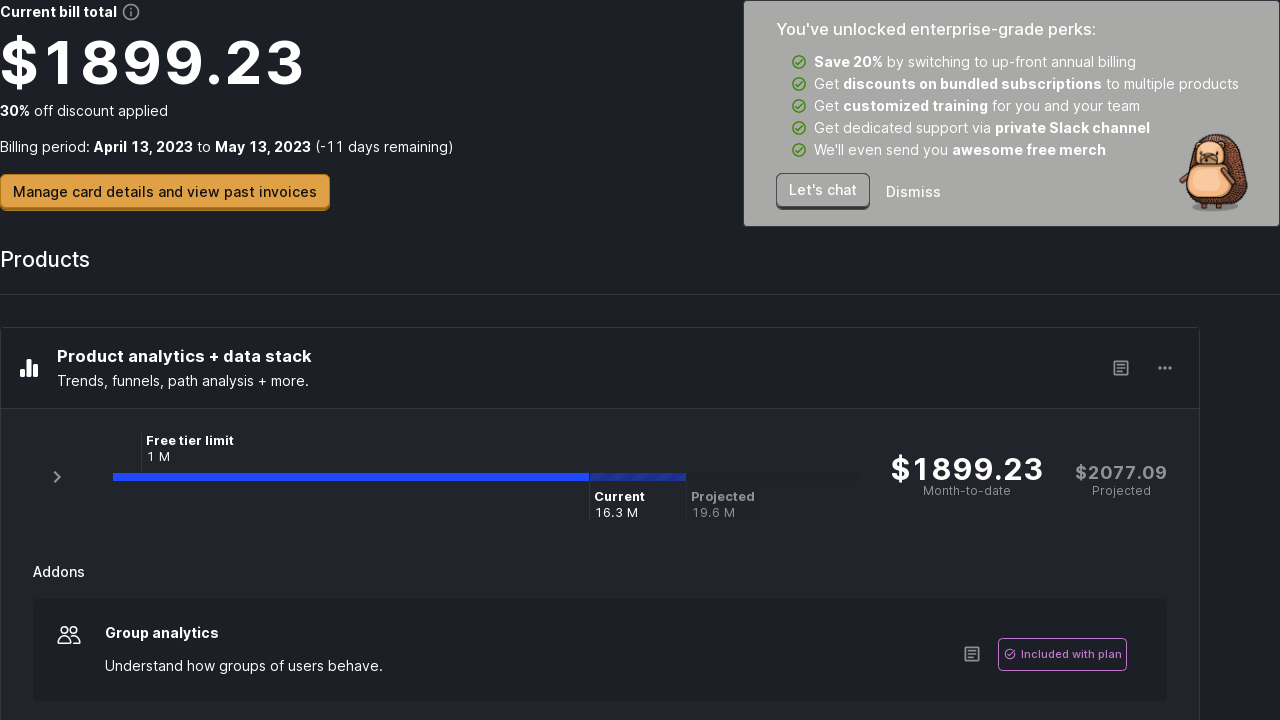 Current bill total
$1899.23
30% off discount applied
Billing period: April 13, 2023 to May 13, 2023 (-11 days remaining)
Manage card details and view past invoices
You've unlocked enterprise-grade perks:
Save 20% by switching to up-front annual billing
Get discounts on bundled subscriptions to multiple products
Get customized training for you and your team
Get dedicated support via private Slack channel
We'll even send you awesome free merch
Let's chat
Dismiss
Products
Product analytics + data stack
Trends, funnels, path analysis + more.
Free tier limit
1 M
Current
16.3 M
Projected
19.6 M
$1899.23
Month-to-date
$2077.09
Projected
Addons
Group analytics
Understand how groups of users behave.
Included with plan